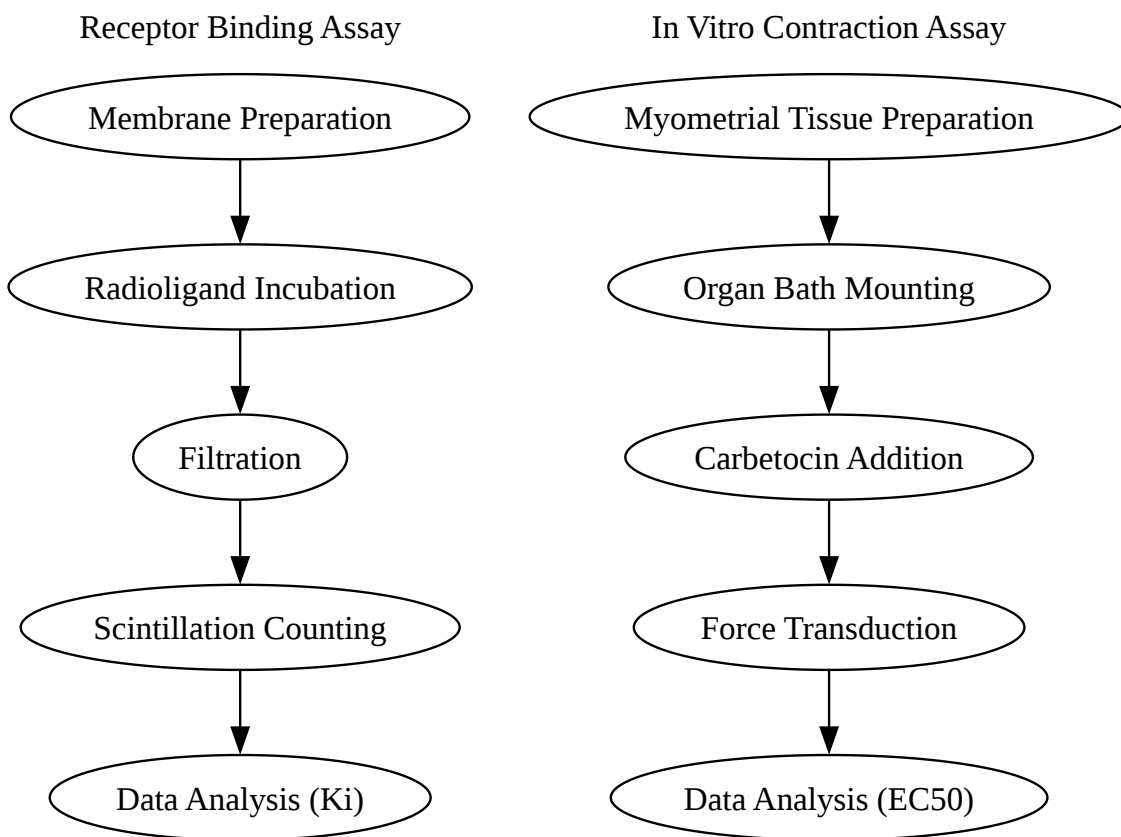 Receptor Binding Assay
Membrane Preparation
Radioligand Incubation
Filtration
Scintillation Counting
Data Analysis (Ki)
In Vitro Contraction Assay
Myometrial Tissue Preparation
Organ Bath Mounting
Carbetocin Addition
Force Transduction
Data Analysis (EC50)